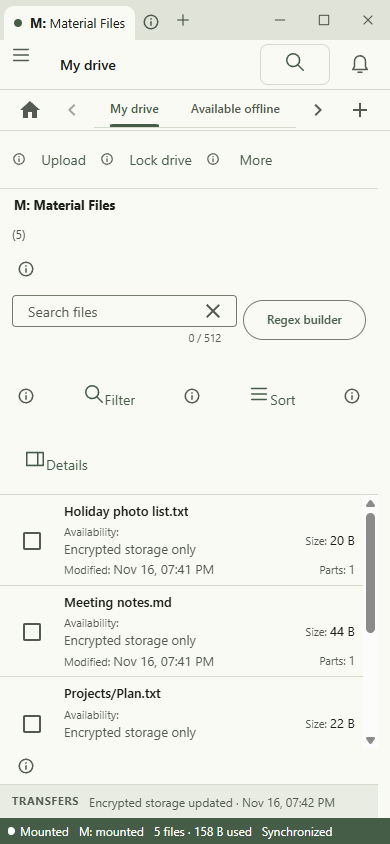 M: Material Files
My drive
My drive Available offline
Upload Lock drive More
M: Material Files
(5)
Search files
0 / 512
Regex builder
Filter Sort
Details
Holiday photo list.txt
Availability:
Encrypted storage only
Size: 20 B
Modified: Nov 16, 07:41 PM
Parts: 1
Meeting notes.md
Availability:
Encrypted storage only
Size: 44 B
Modified: Nov 16, 07:41 PM
Parts: 1
Projects/Plan.txt
Availability:
Encrypted storage only
Size: 22 B
TRANSFERS Encrypted storage updated · Nov 16, 07:42 PM
Mounted M: mounted 5 files · 158 B used Synchronized